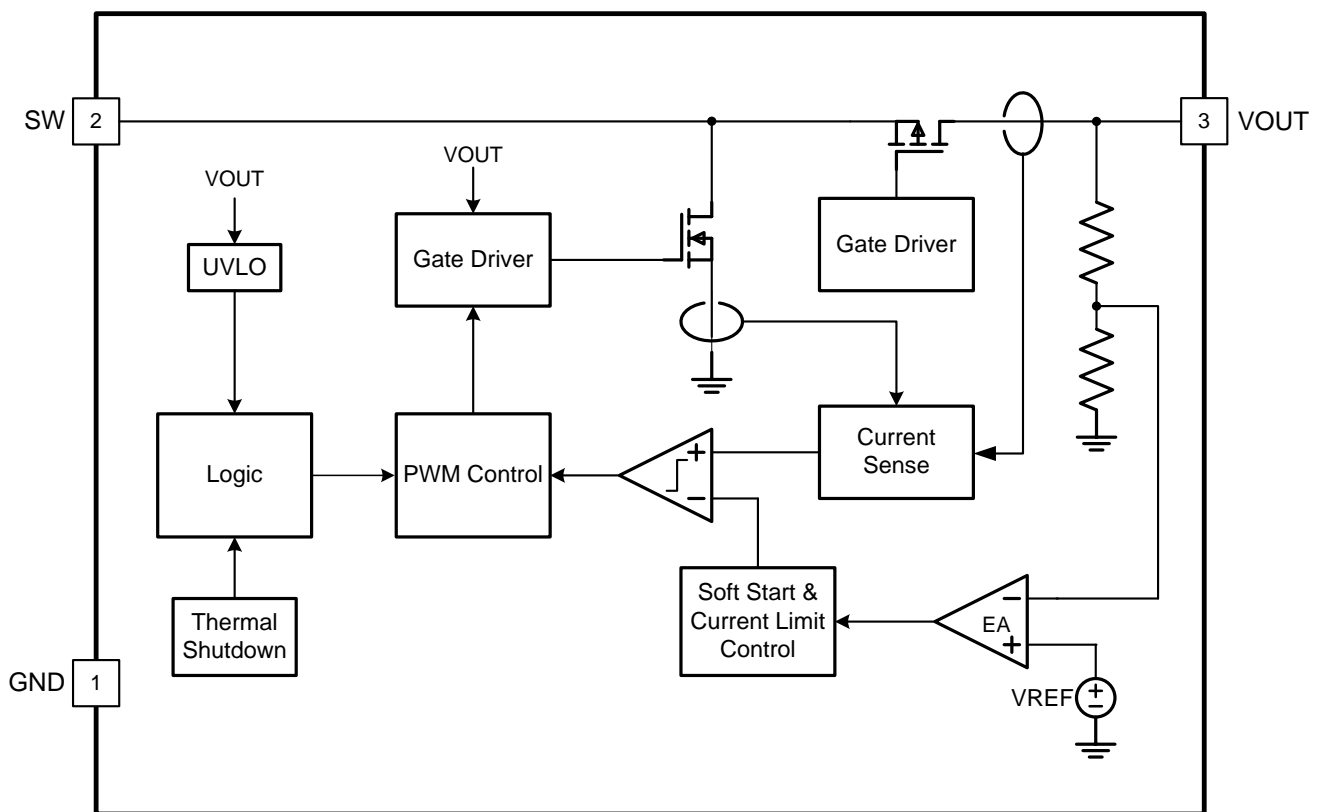 SW
2
3
VOUT
VOUT
VOUT
UVLO
Gate Driver
Gate Driver
Logic
PWM Control
+
−
Current
Sense
Thermal
Shutdown
Soft Start &
Current Limit
Control
−
EA
+
GND
1
VREF
+
−